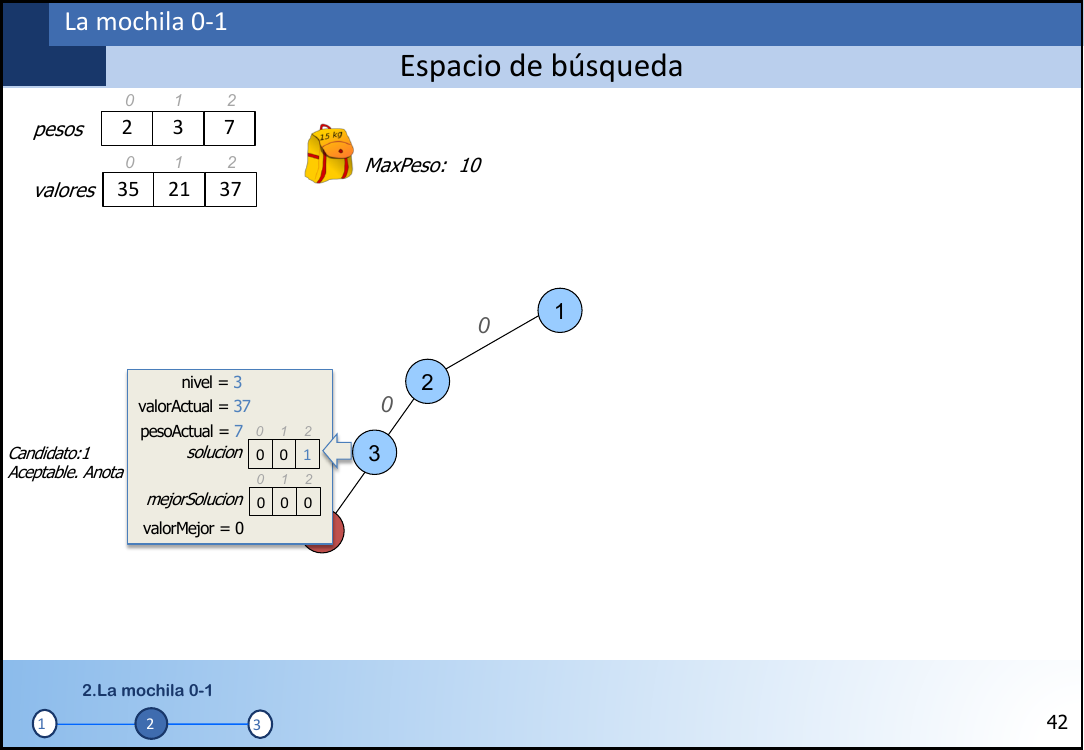 La mochila 0-1
Espacio de búsqueda
0 1 2
pesos 2 3 7
0 1 2
valores 35 21 37
15 kg
MaxPeso: 10
1
0
2
0
3
nivel = 3
valorActual = 37
pesoActual = 7 0 1 2
solucion 0 0 1
0 1 2
mejorSolucion 0 0 0
valorMejor = 0
Candidato:1
Aceptable. Anota
2.La mochila 0-1
1 2 3
42